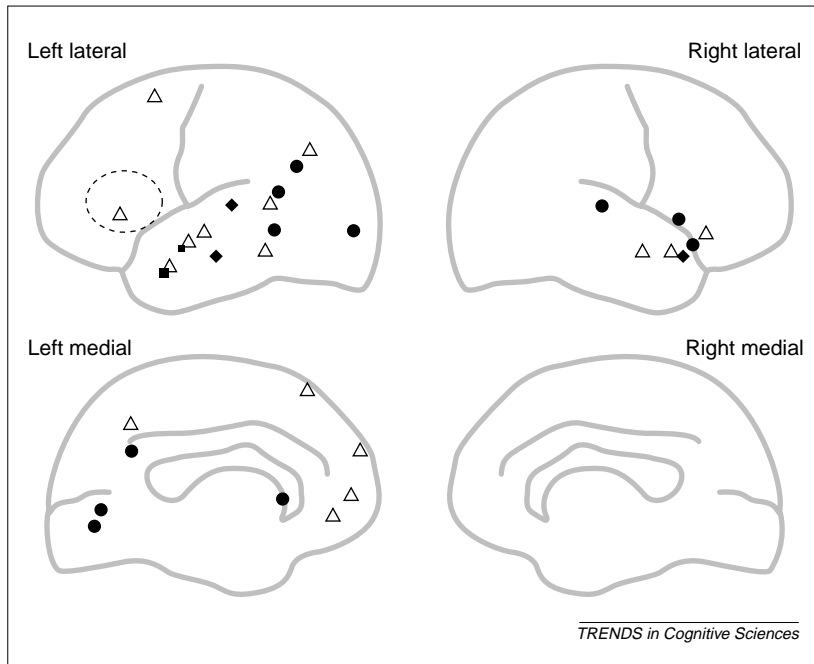 Left lateral
Right lateral
Left medial
Right medial
TRENDS in Cognitive Sciences